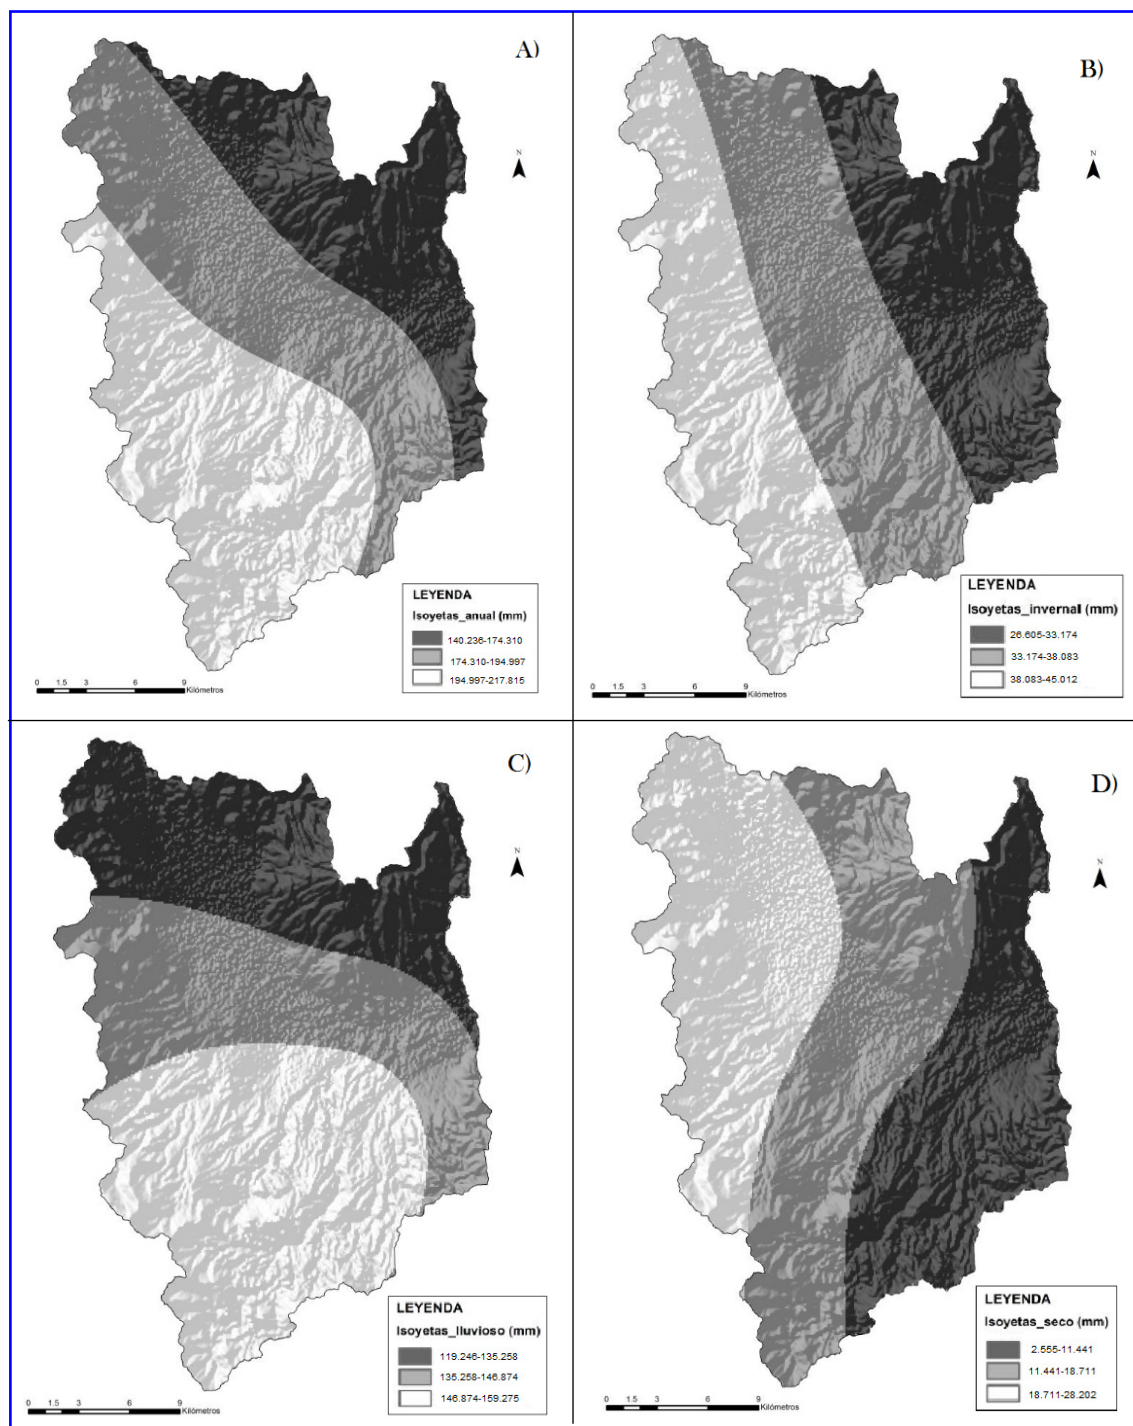 A)
N
LEYENDA
Isoyetas_anual (mm)
140.236-174.310
174.310-194.997
194.997-217.815
0 1.5 3 6 9
Kilómetros
B)
N
LEYENDA
Isoyetas_invernal (mm)
26.605-33.174
33.174-38.083
38.083-45.012
0 1.5 3 6 9
Kilómetros
C)
N
LEYENDA
Isoyetas_lluvioso (mm)
119.246-135.258
135.258-146.874
146.874-159.275
0 1.5 3 6 9
Kilómetros
D)
N
LEYENDA
Isoyetas_seco (mm)
2.555-11.441
11.441-18.711
18.711-28.202
0 1.5 3 6 9
Kilómetros